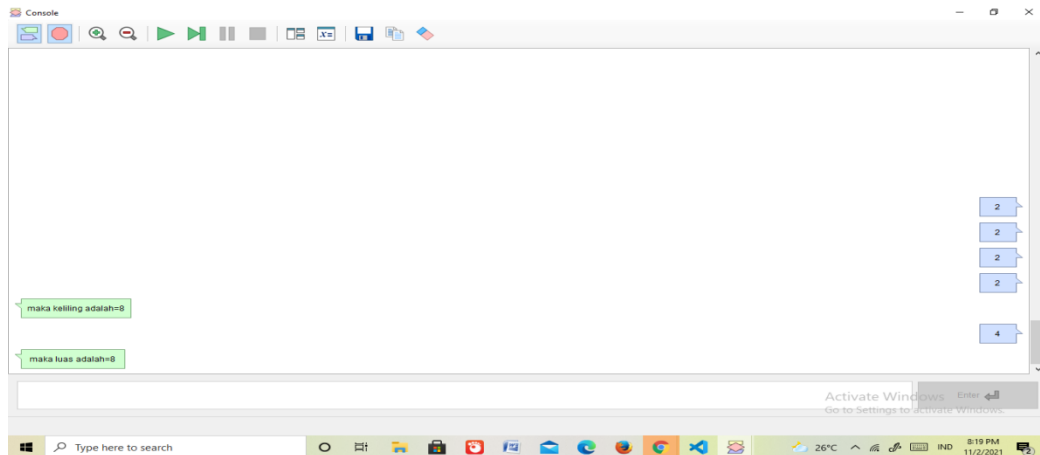 Console
x=
2
2
2
2
maka keliling adalah=8
4
maka luas adalah=8
Activate Windows
Enter
Go to Settings to activate Windows.
Type here to search
26°C
IND
8:19 PM
11/2/2021
2